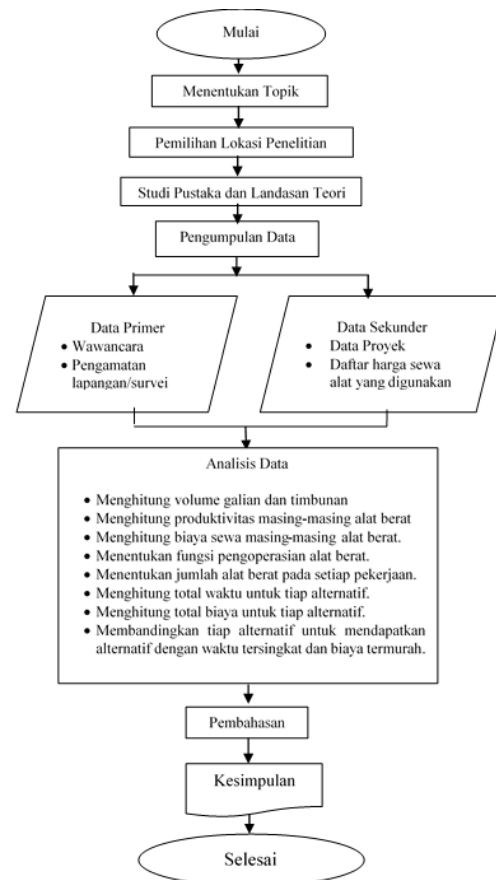 Mulai
Menentukan Topik
Pemilihan Lokasi Penelitian
Studi Pustaka dan Landasan Teori
Pengumpulan Data
Data Primer
• Wawancara
• Pengamatan
lapangan/survei
Data Sekunder
• Data Proyek
• Daftar harga sewa
alat yang digunakan
Analisis Data
• Menghitung volume galian dan timbunan
• Menghitung produktivitas masing-masing alat berat
• Menghitung biaya sewa masing-masing alat berat.
• Menentukan fungsi pengoperasian alat berat.
• Menentukan jumlah alat berat pada setiap pekerjaan.
• Menghitung total waktu untuk tiap alternatif.
• Menghitung total biaya untuk tiap alternatif.
• Membandingkan tiap alternatif untuk mendapatkan
alternatif dengan waktu tersingkat dan biaya termurah.
Pembahasan
Kesimpulan
Selesai